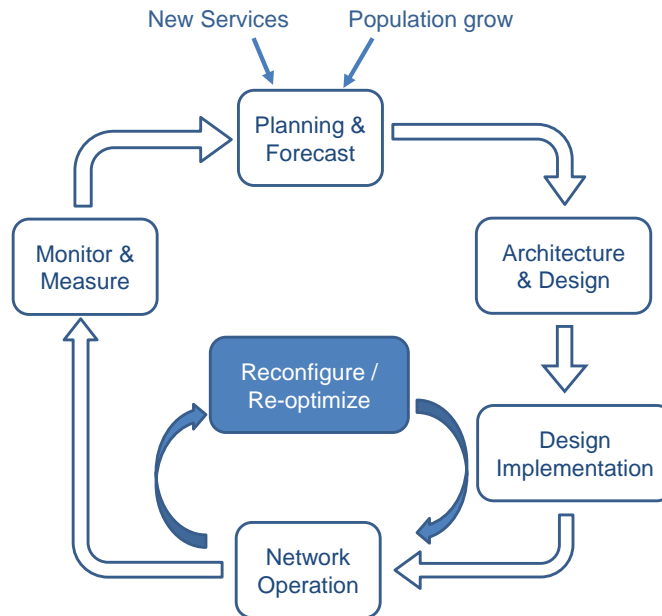 New Services
Population grow
Planning &
Forecast
Monitor &
Measure
Architecture
& Design
Reconfigure /
Re-optimize
Design
Implementation
Network
Operation